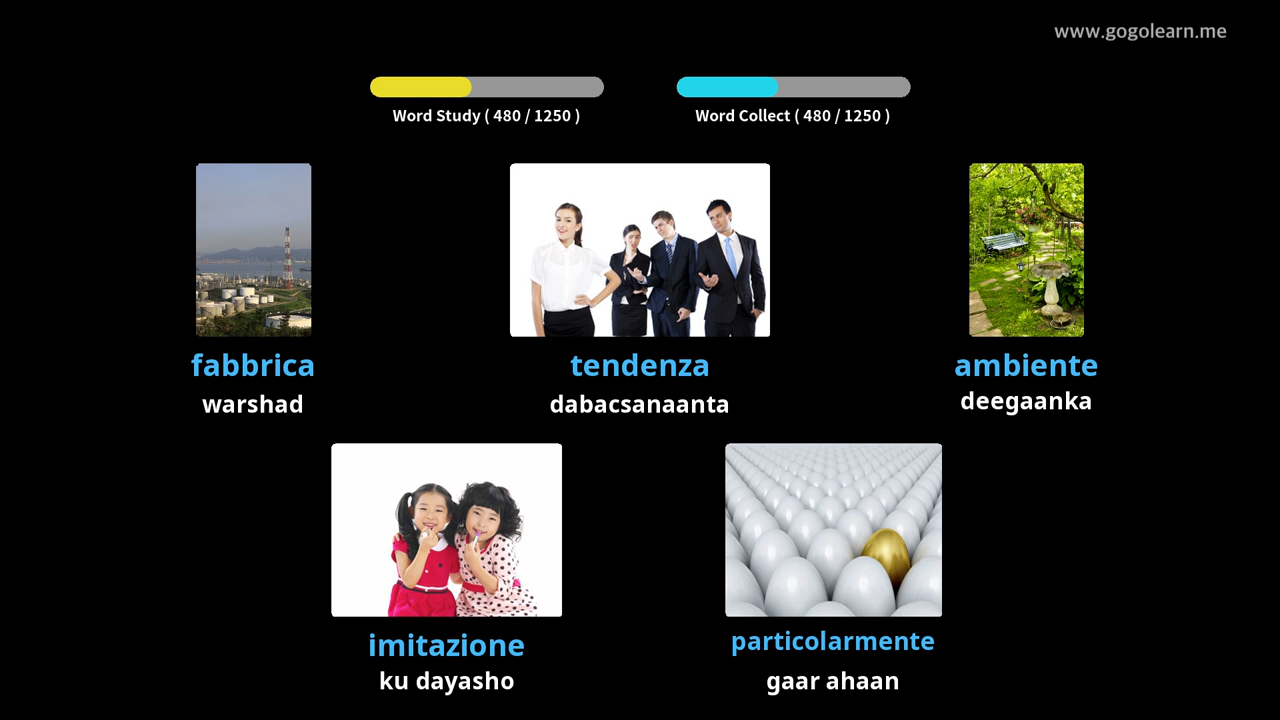 www.gogolearn.me
Word Study ( 480 / 1250 )
Word Collect ( 480 / 1250 )
fabbrica
warshad
tendenza
dabacsanaanta
ambiente
deegaanka
imitazione
ku dayasho
particolarmente
gaar ahaan